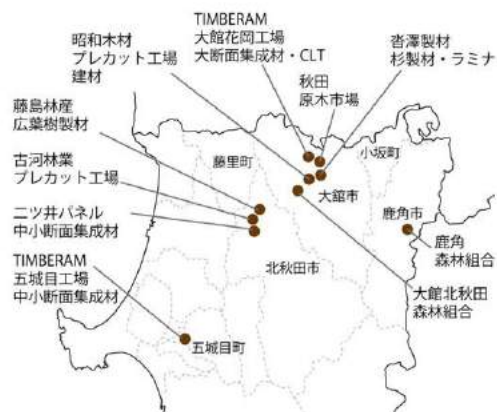 TIMBERAM
大館花岡工場
大断面集成材・CLT
昭和木材
プレカット工場
建材
沓澤製材
杉製材・ラミナ
秋田
原木市場
藤島林産
広葉樹製材
古河林業
プレカット工場
二ツ井パネル
中小断面集成材
TIMBERAM
五城目工場
中小断面集成材
藤里町
小坂町
大館市
鹿角市
北秋田市
鹿角
森林組合
大館北秋田
森林組合
五城目町